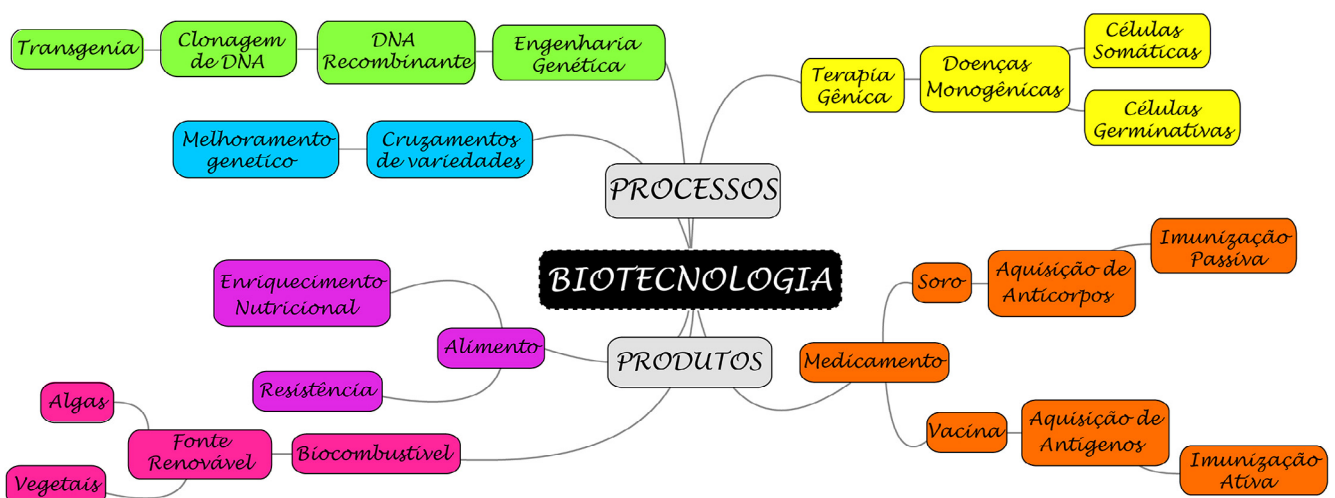 Transgenia
Clonagem
de DNA
DNA
Recombinante
Engenharia
Genética
Terapia
Gênica
Doenças
Monogênicas
Células
Somáticas
Células
Germinativas
Melhoramento
genetico
Cruzamentos
de variedades
PROCESSOS
BIOTECNOLOGIA
PRODUTOS
Enriquecimento
Nutricional
Alimento
Resistência
Algas
Fonte
Renovável
Biocombustível
Vegetais
Medicamento
Soro
Aquisição de
Anticorpos
Imunização
Passiva
Vacina
Aquisição de
Antígenos
Imunização
Ativa